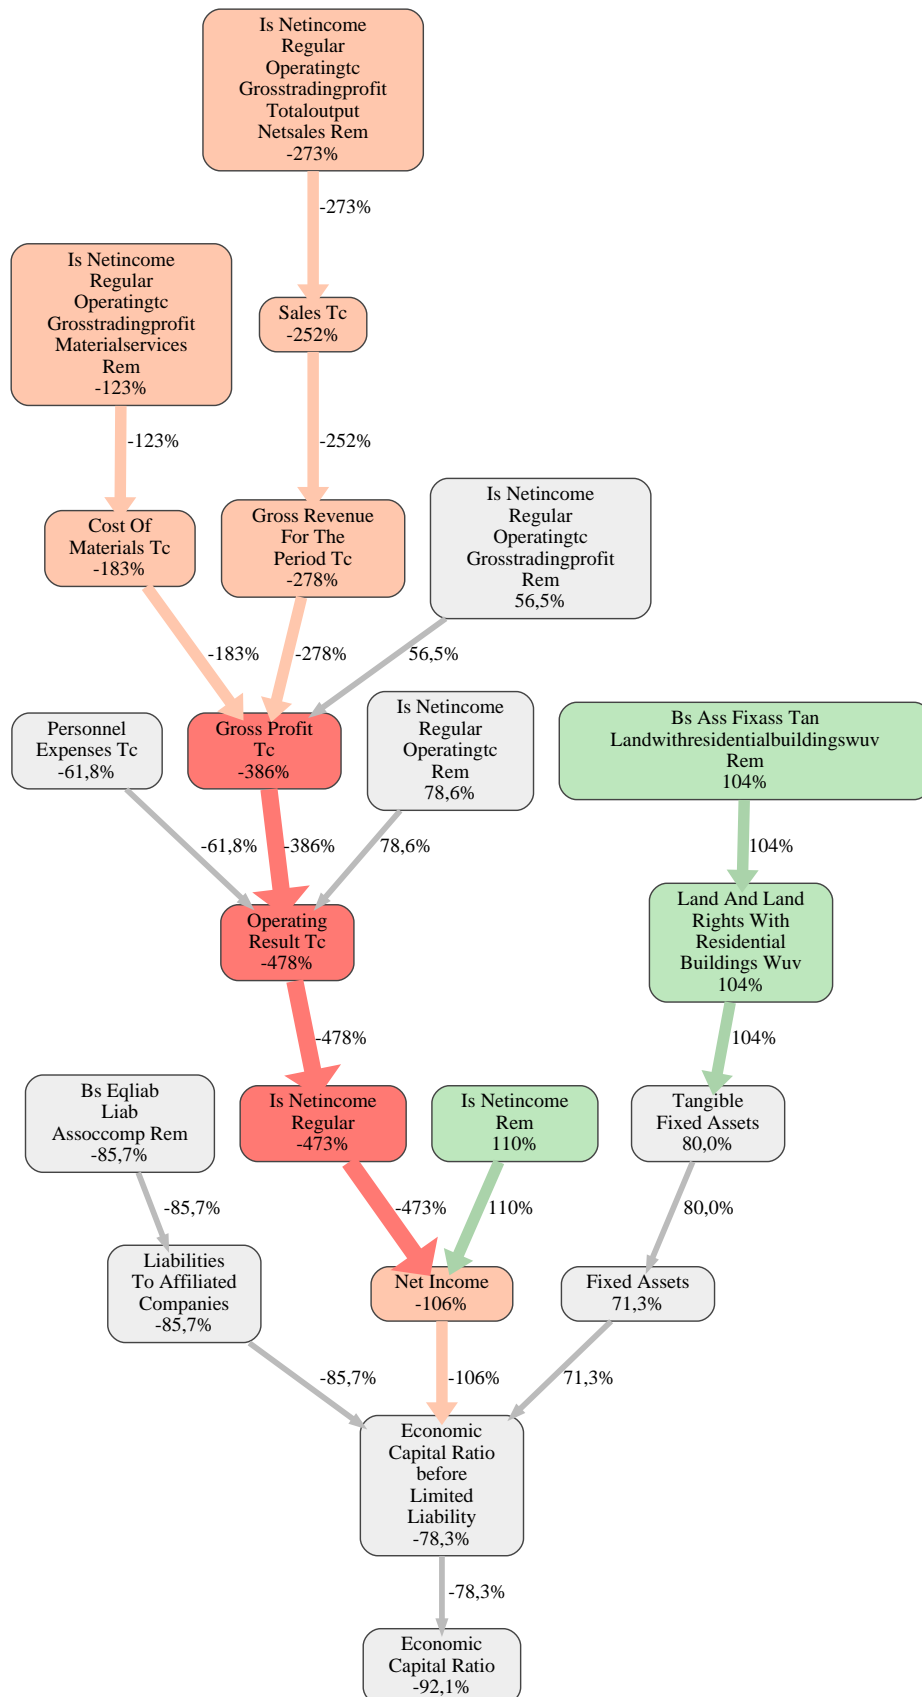 Is Netincome
Regular
Operatingtc
Grosstradingprofit
Totaloutput
Netsales Rem
-273%
-273%
Is Netincome
Regular
Operatingtc
Grosstradingprofit
Materialservices
Rem
-123%
Sales Tc
-252%
-123%
-252%
Cost Of
Materials Tc
-183%
Gross Revenue
For The
Period Tc
-278%
Is Netincome
Regular
Operatingtc
Grosstradingprofit
Rem
56,5%
-183%
-278%
56,5%
Personnel
Expenses Tc
-61,8%
Gross Profit
Tc
-386%
Is Netincome
Regular
Operatingtc
Rem
78,6%
Bs Ass Fixass Tan
Landwithresidentialbuildingswuv
Rem
104%
-61,8%
-386%
78,6%
104%
Operating
Result Tc
-478%
Land And Land
Rights With
Residential
Buildings Wuv
104%
-478%
104%
Bs Eqliab
Liab
Assoccomp Rem
-85,7%
Is Netincome
Regular
-473%
Is Netincome
Rem
110%
Tangible
Fixed Assets
80,0%
-85,7%
-473%
110%
80,0%
Liabilities
To Affiliated
Companies
-85,7%
Net Income
-106%
Fixed Assets
71,3%
-85,7%
-106%
71,3%
Economic
Capital Ratio
before
Limited
Liability
-78,3%
-78,3%
Economic
Capital Ratio
-92,1%